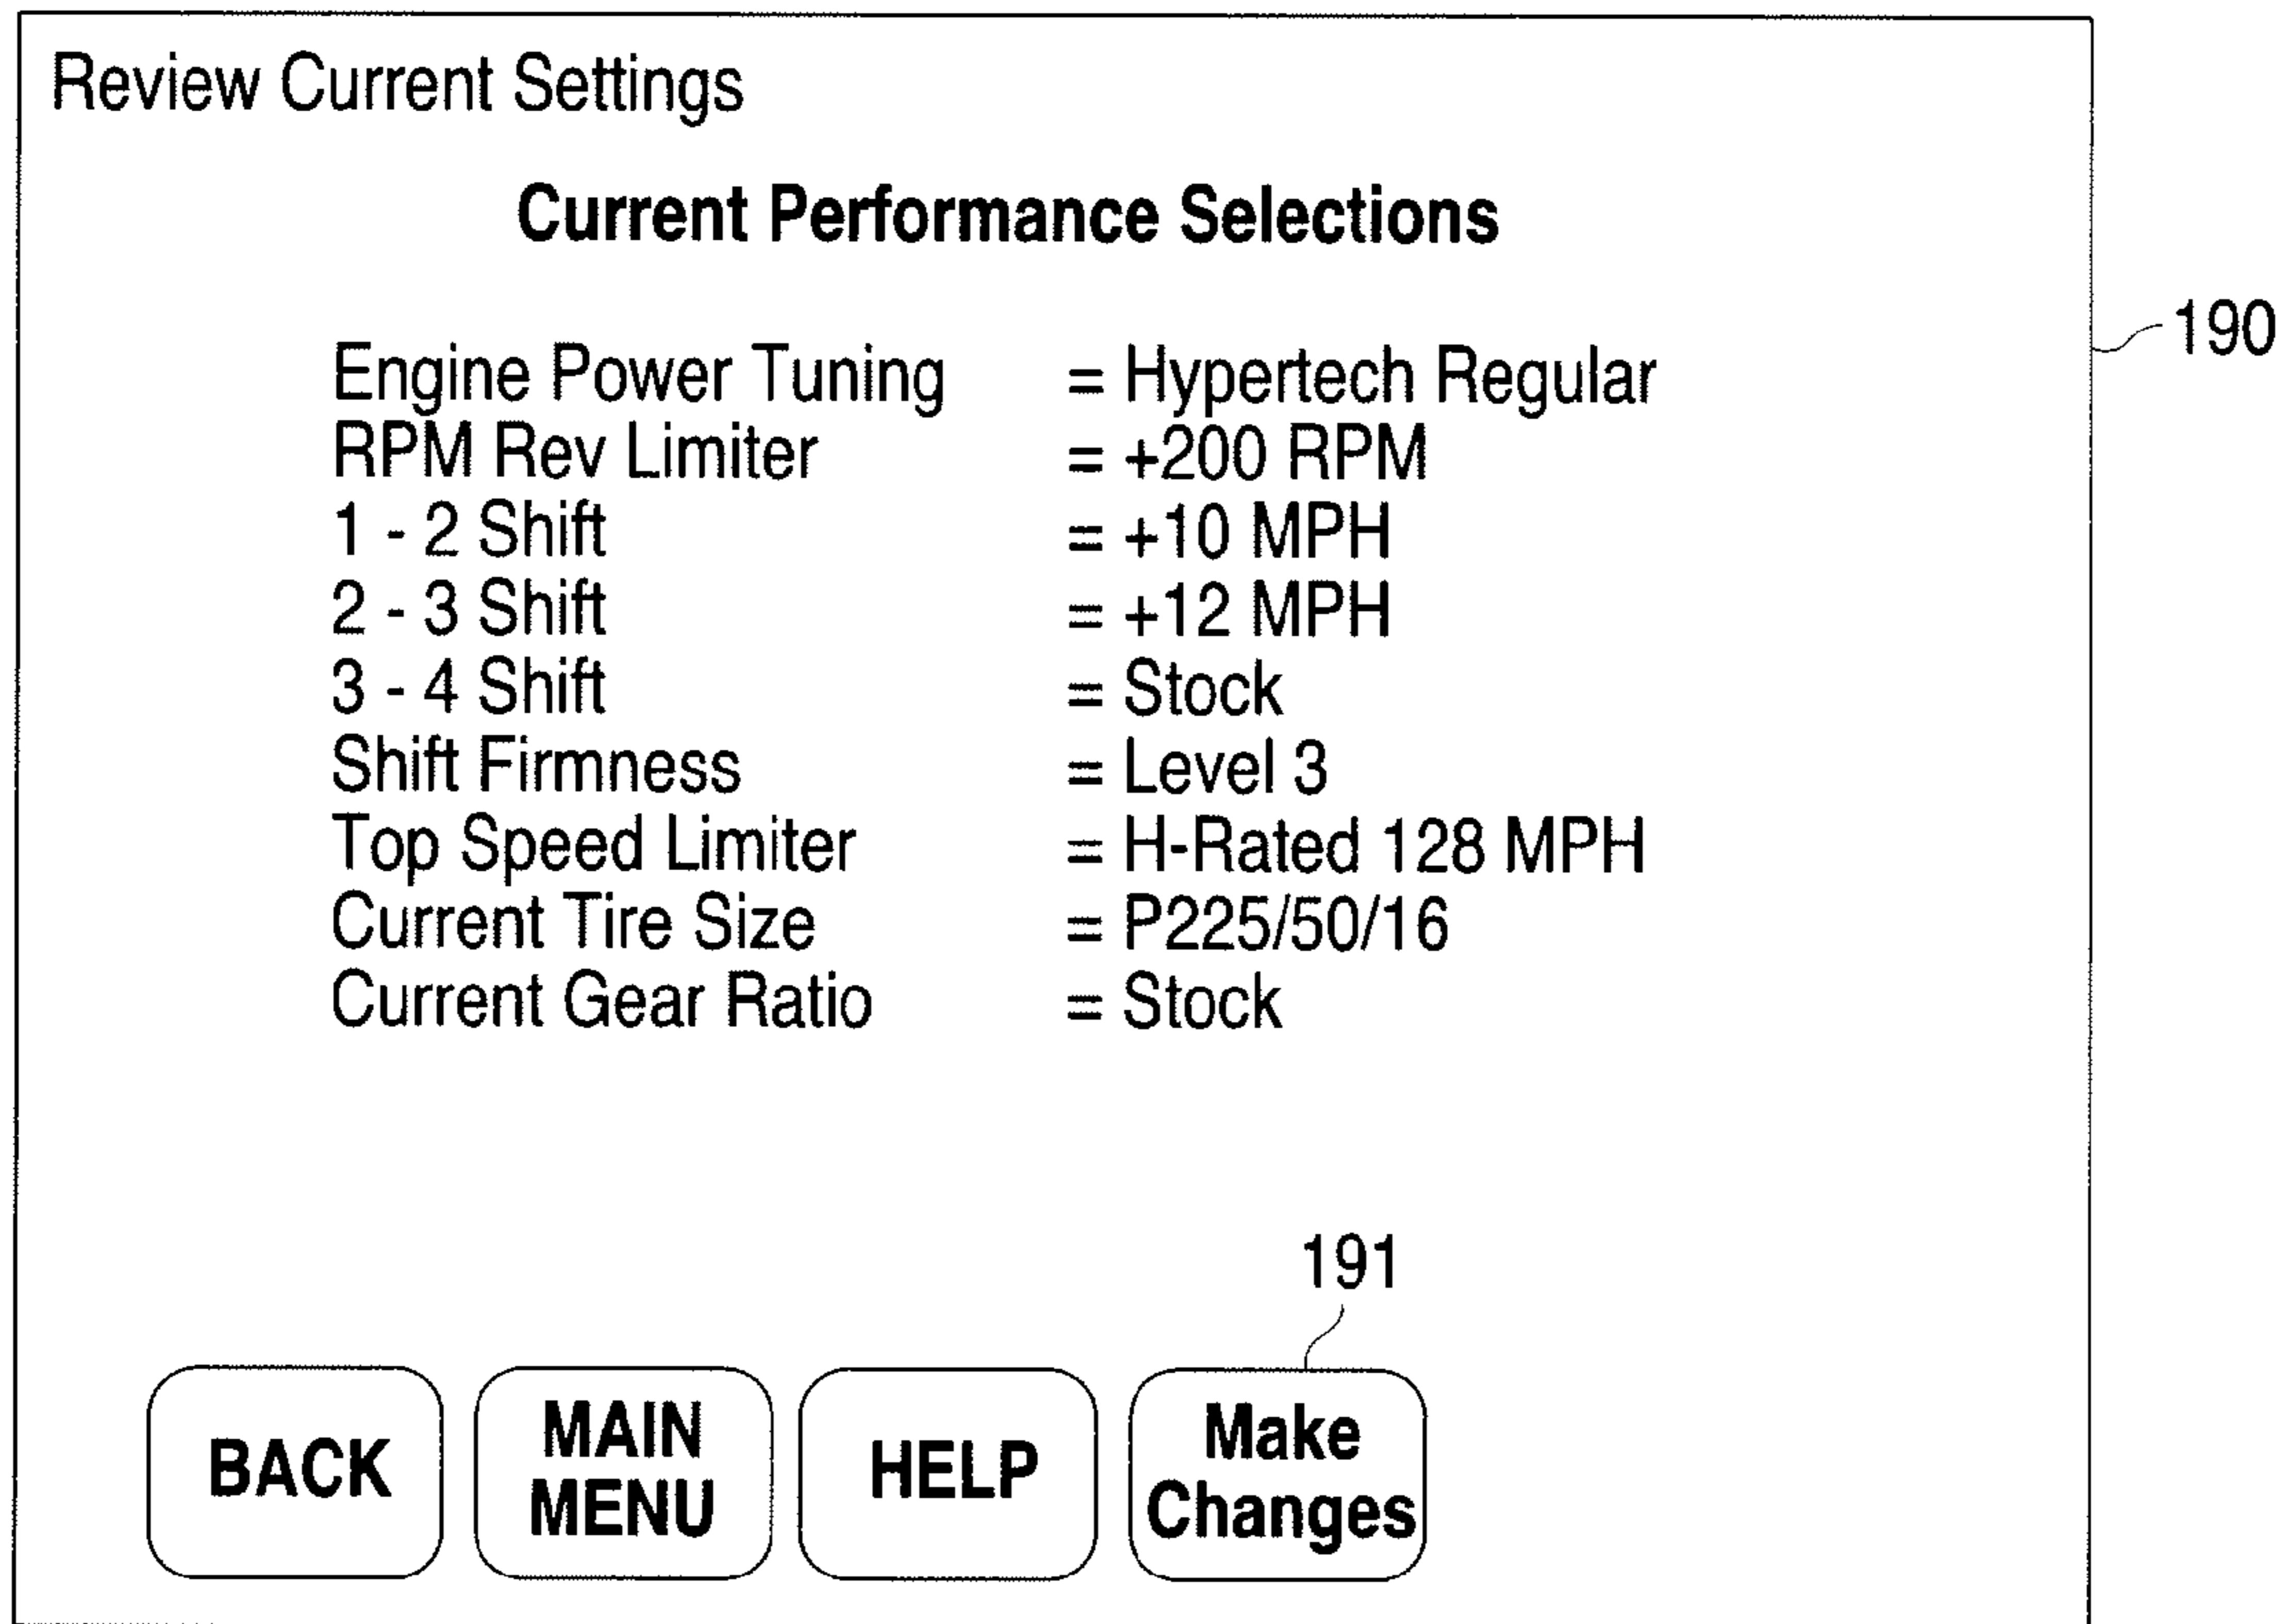 Review Current Settings
Current Performance Selections
190
Engine Power Tuning = Hypertech Regular
RPM Rev Limiter = +200 RPM
1 - 2 Shift = +10 MPH
2 - 3 Shift = +12 MPH
3 - 4 Shift = Stock
Shift Firmness = Level 3
Top Speed Limiter = H-Rated 128 MPH
Current Tire Size = P225/50/16
Current Gear Ratio = Stock
191
BACK
MAIN
MENU
HELP
Make
Changes